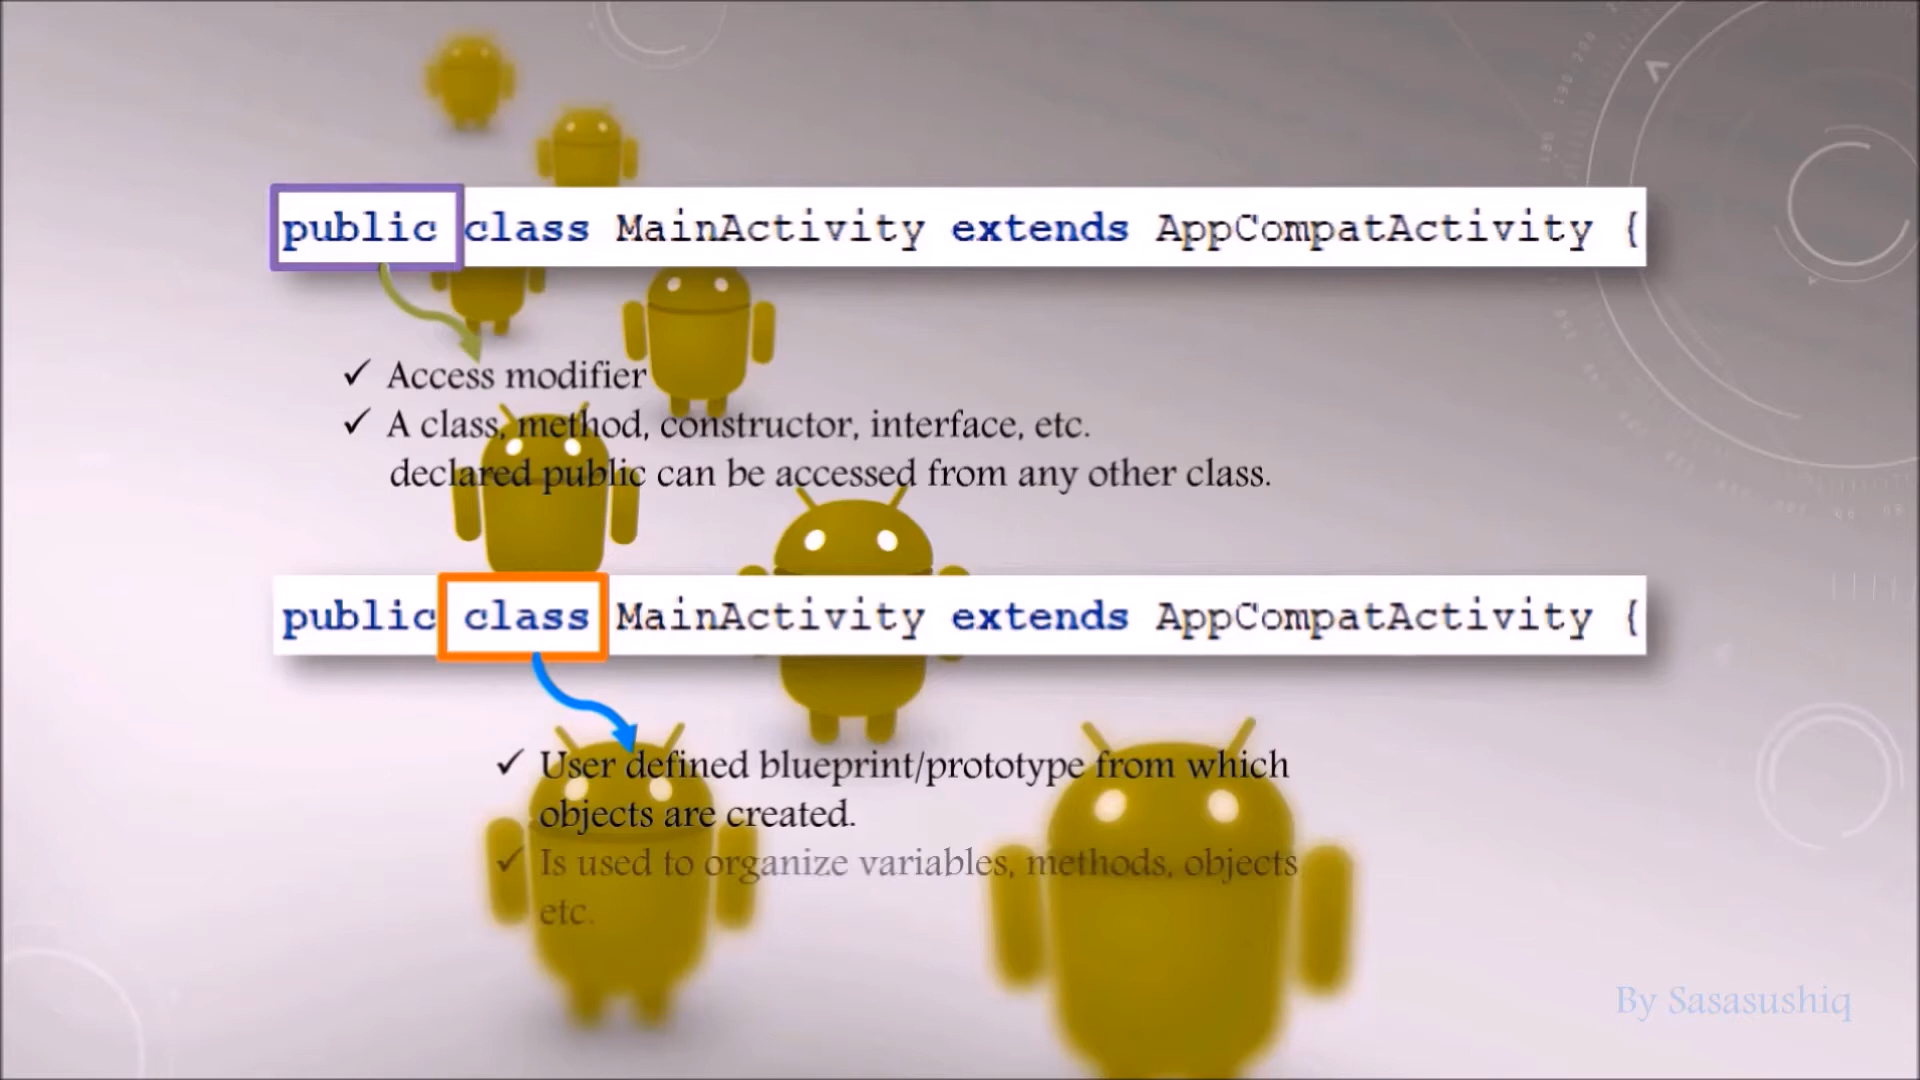 public class MainActivity extends AppCompatActivity {
✓ Access modifier
✓ A class, method, constructor, interface, etc.
declared public can be accessed from any other class.
public class MainActivity extends AppCompatActivity {
✓ User defined blueprint/prototype from which
objects are created.
✓ Is used to organize variables, methods, objects
etc.
By Sasasushiq